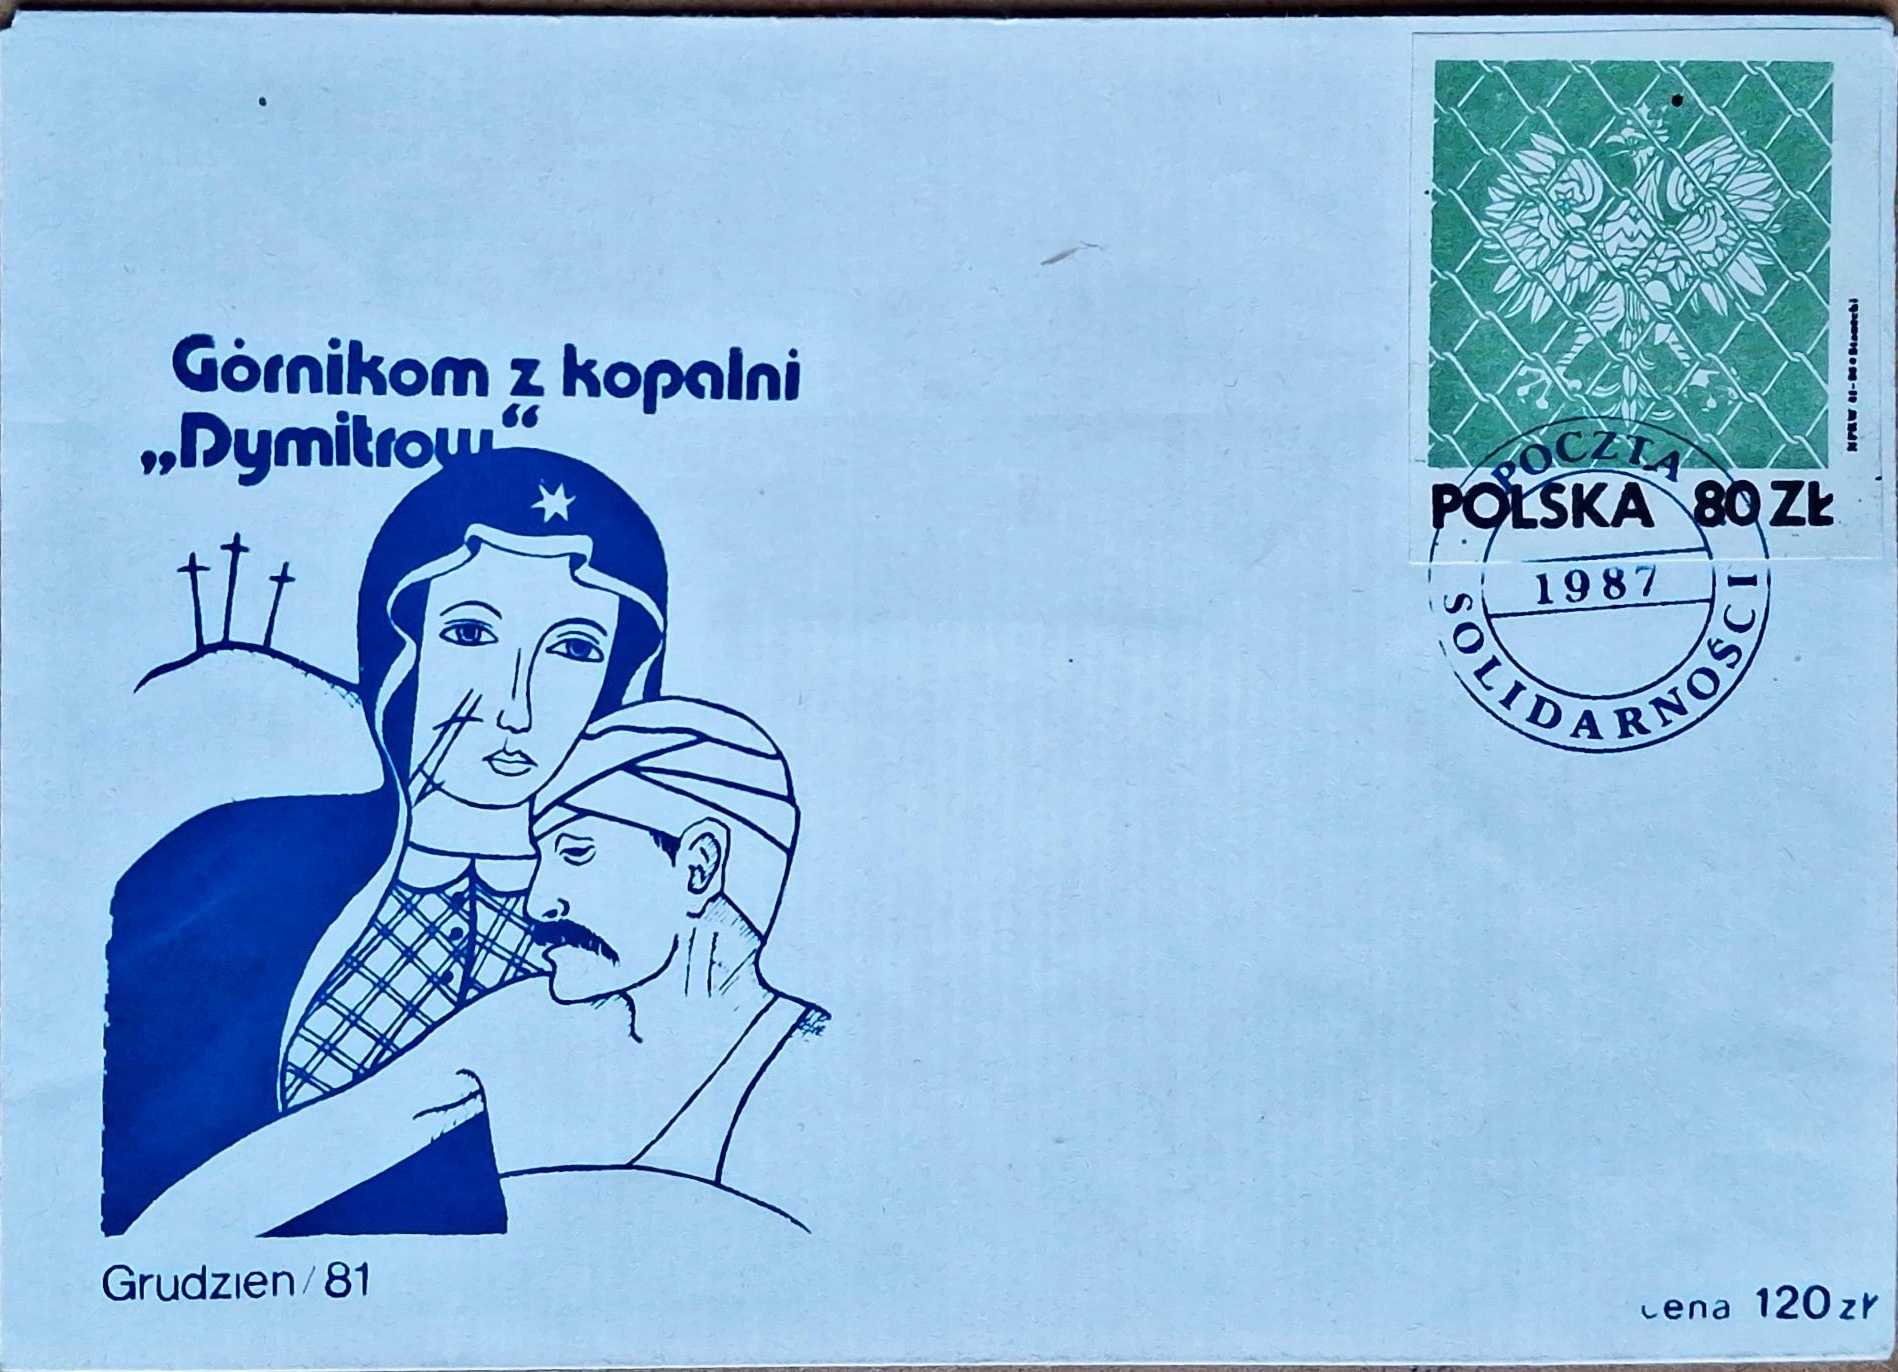 Górnikom z kopalni
„Dymitrow“
POLSKA 80 ZŁ
POCZTA
1987
SOLIDARNOŚCI
Grudzien/81
cena 120 zł